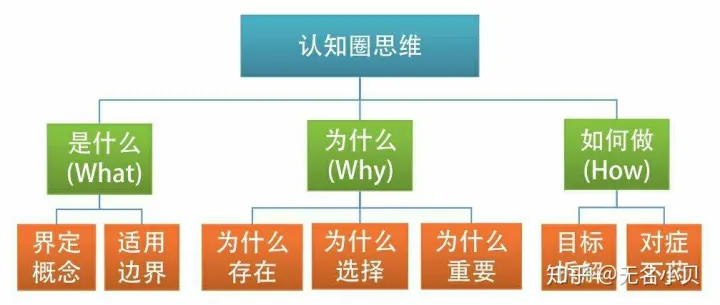 认知圈思维
是什么
(What)
为什么
(Why)
如何做
(How)
界定
概念
适用
边界
为什么
存在
为什么
选择
为什么
重要
目标
拆解
对症
下药
知乎 @无名小贝